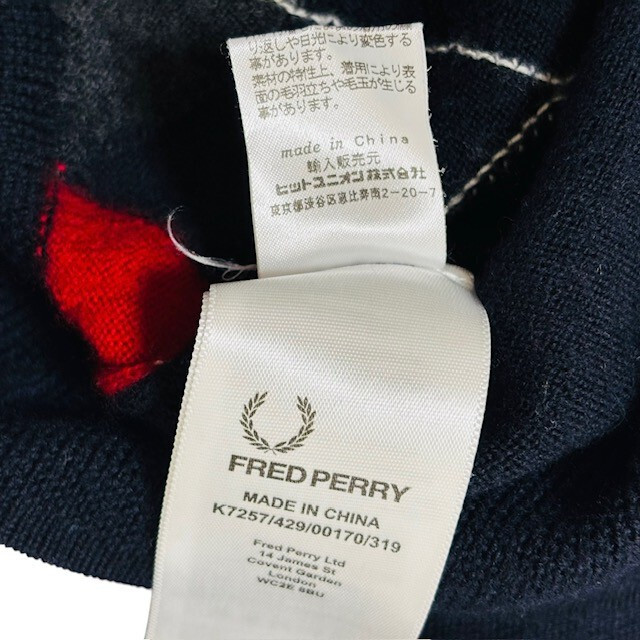 り返しや日光により変色する
事があります。
素材の特性上、着用により表
面の毛羽立ちや毛玉が生じる
事があります。
made in China
輸入販売元
ヒットユニオン株式会社
東京都渋谷区恵比寿南2-20-7
FRED PERRY
MADE IN CHINA
K7257/429/00170/319
Fred Perry Ltd
14 James St
Covent Garden
London
WC2E 8BU